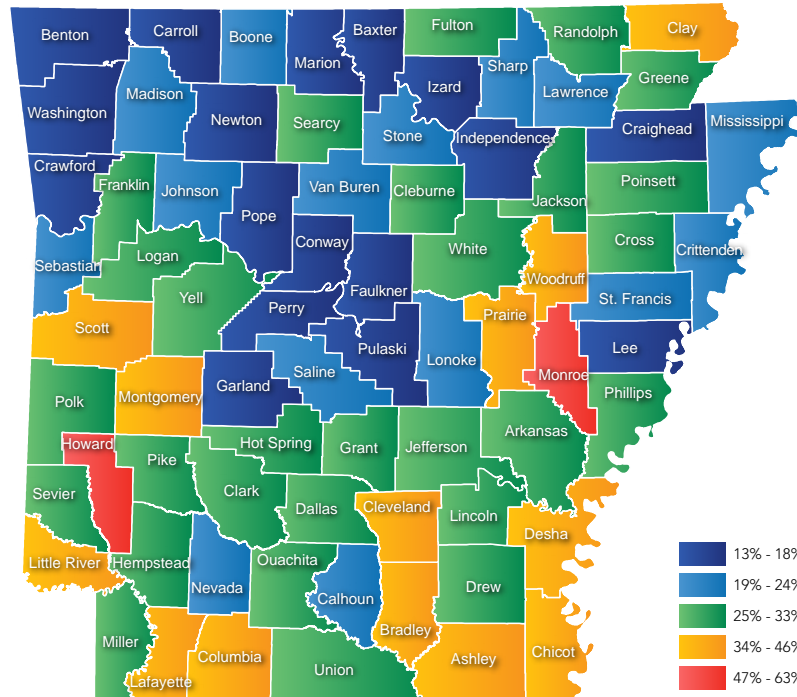 Benton
Carroll
Boone
Marion
Baxter
Fulton
Randolph
Clay
Washington
Madison
Newton
Searcy
Stone
Izard
Sharp
Lawrence
Greene
Independence
Craighead
Mississippi
Crawford
Franklin
Johnson
Pope
Van Buren
Cleburne
Jackson
Poinsett
Sebastian
Logan
Conway
White
Woodruff
Cross
Crittenden
Yell
Perry
Faulkner
Prairie
St. Francis
Scott
Pulaski
Lonoke
Monroe
Lee
Polk
Montgomery
Garland
Saline
Phillips
Howard
Pike
Hot Spring
Grant
Jefferson
Arkansas
Sevier
Clark
Dallas
Cleveland
Lincoln
Desha
Little River
Hempstead
Nevada
Ouachita
Calhoun
Bradley
Drew
Miller
Lafayette
Columbia
Union
Ashley
Chicot
13% - 18%
19% - 24%
25% - 33%
34% - 46%
47% - 63%